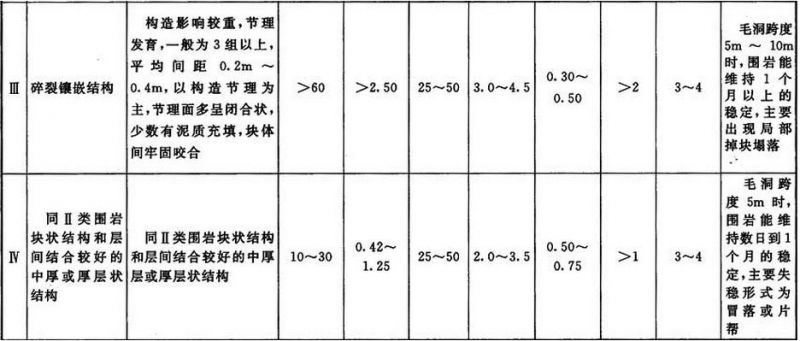 Ⅲ
碎裂镶嵌结构
构造影响较重,节理
发育,一般为3组以上,
平均间距0.2m～
0.4m,以构造节理为
主,节理面多呈闭合状,
少数有泥质充填,块体
间牢固咬合
>60
>2.50
25～50
3.0～4.5
0.30～
0.50
>2
3～4
毛洞跨度
5m～10m
时,围岩能
维持1个
月以上的
稳定,主要
出现局部
掉块塌落
Ⅳ
同Ⅱ类围岩
块状结构和层
间结合较好的
中厚或厚层状
结构
同Ⅱ类围岩块状结构
和层间结合较好的中厚
层或厚层状结构
10～30
0.42～
1.25
25～50
2.0～3.5
0.50～
0.75
>1
3～4
毛洞跨
度5m时,
围岩能维
持数日到1
个月的稳
定,主要失
稳形式为
冒落或片
帮